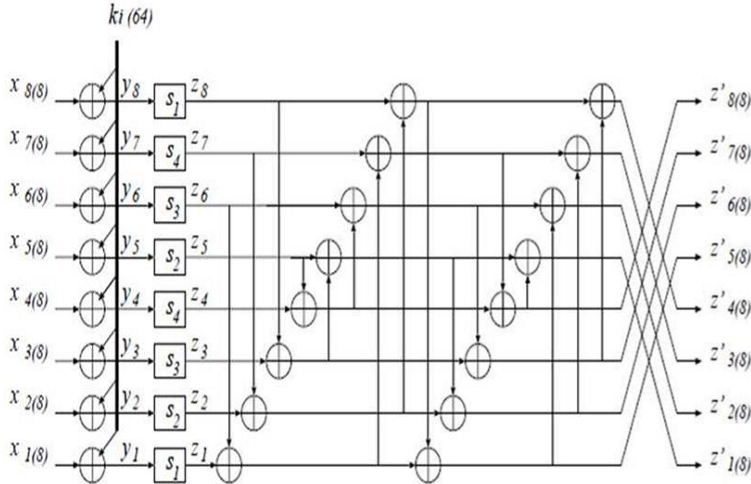 ki (64)
x 8(8) y8 s1 z8 z' 8(8)
x 7(8) y7 s4 z7 z' 7(8)
x 6(8) y6 s3 z6 z' 6(8)
x 5(8) y5 s2 z5 z' 5(8)
x 4(8) y4 s4 z4 z' 4(8)
x 3(8) y3 s3 z3 z' 3(8)
x 2(8) y2 s2 z2 z' 2(8)
x 1(8) y1 s1 z1 z' 1(8)